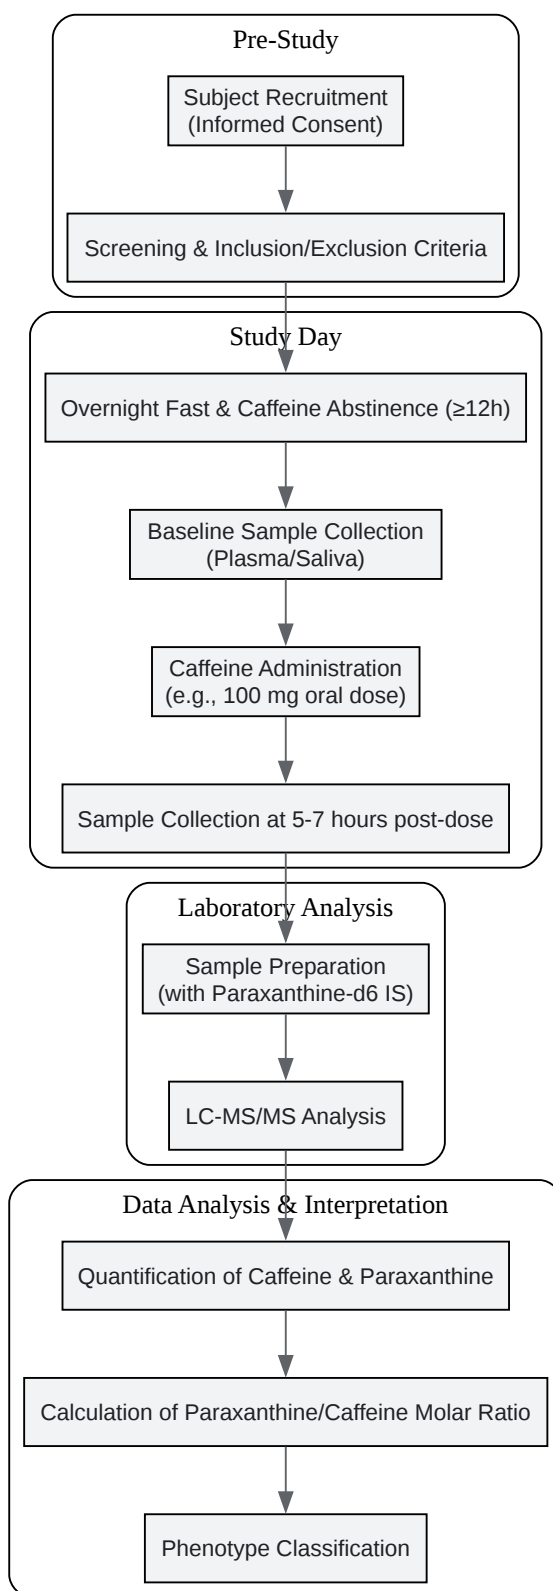 Pre-Study
Subject Recruitment
(Informed Consent)
Screening & Inclusion/Exclusion Criteria
Study Day
Overnight Fast & Caffeine Abstinence (≥12h)
Baseline Sample Collection
(Plasma/Saliva)
Caffeine Administration
(e.g., 100 mg oral dose)
Sample Collection at 5-7 hours post-dose
Laboratory Analysis
Sample Preparation
(with Paraxanthine-d6 IS)
LC-MS/MS Analysis
Data Analysis & Interpretation
Quantification of Caffeine & Paraxanthine
Calculation of Paraxanthine/Caffeine Molar Ratio
Phenotype Classification